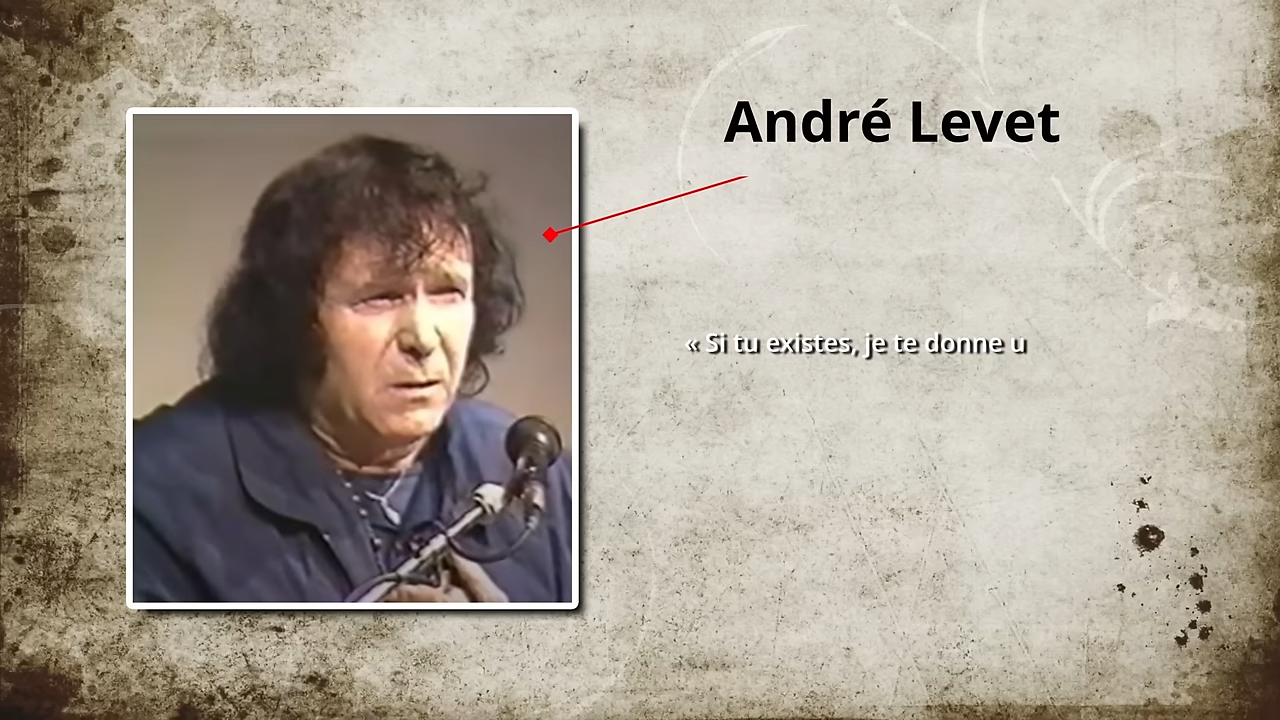 André Levet
« Si tu existes, je te donne u